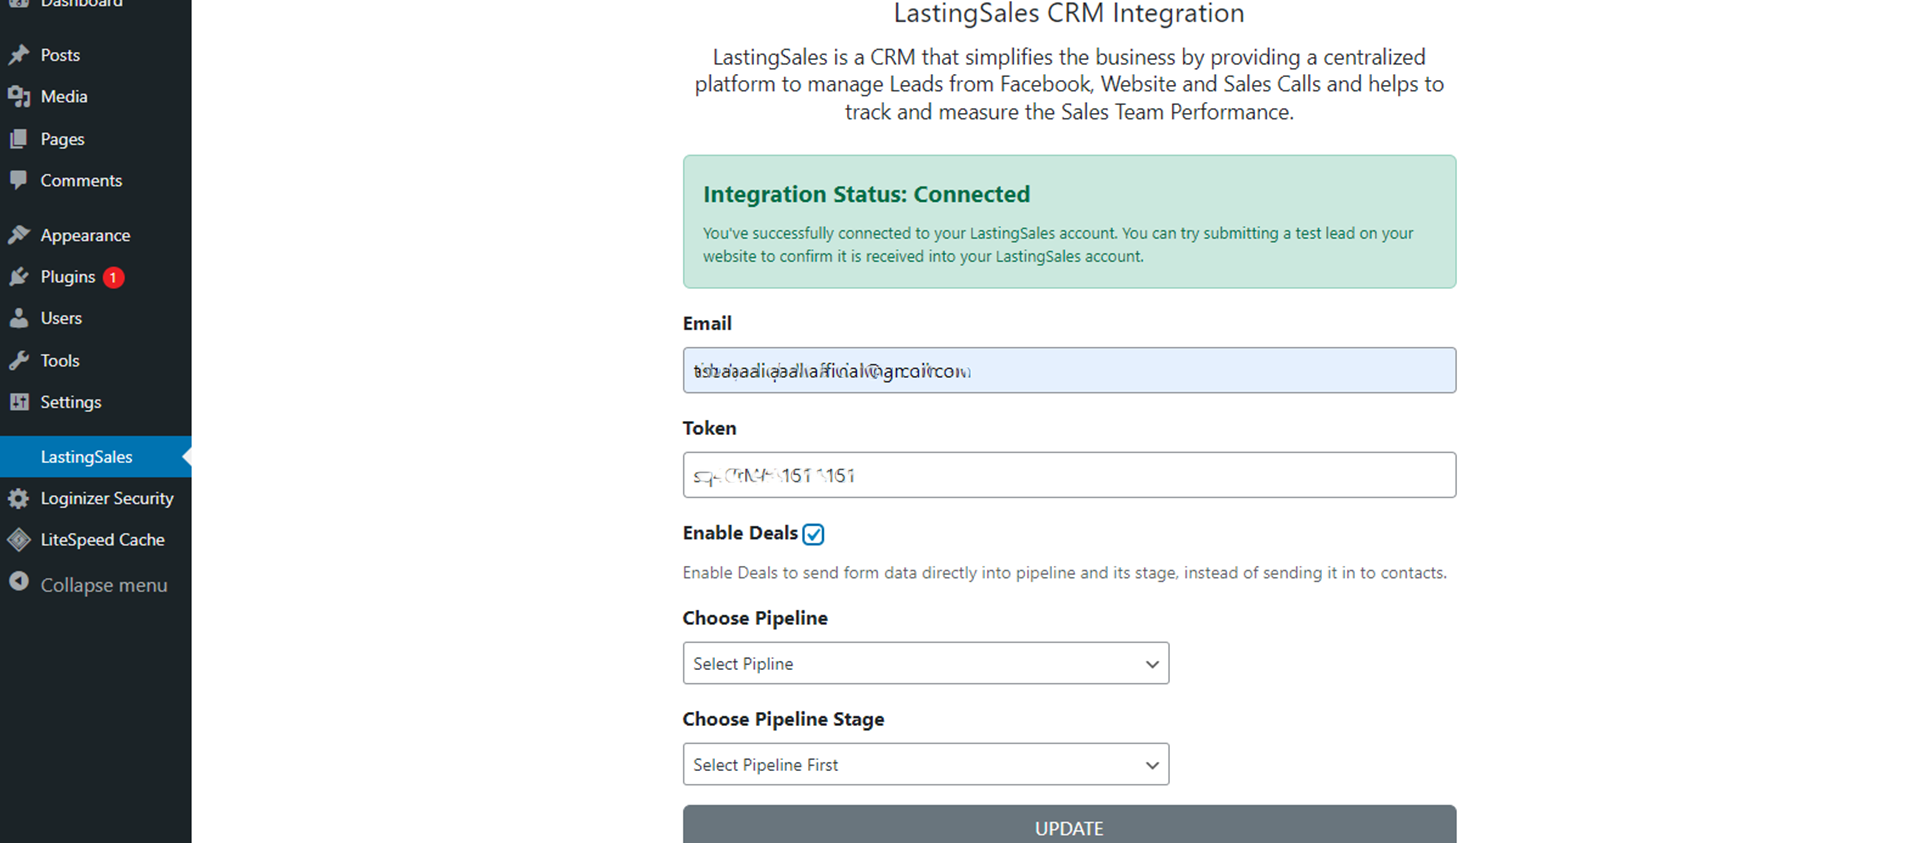 Dashboard
Posts
Media
Pages
Comments
Appearance
Plugins 1
Users
Tools
Settings
LastingSales
Loginizer Security
LiteSpeed Cache
Collapse menu
LastingSales CRM Integration
LastingSales is a CRM that simplifies the business by providing a centralized
platform to manage Leads from Facebook, Website and Sales Calls and helps to
track and measure the Sales Team Performance.
Integration Status: Connected
You've successfully connected to your LastingSales account. You can try submitting a test lead on your
website to confirm it is received into your LastingSales account.
Email
Token
Enable Deals
Enable Deals to send form data directly into pipeline and its stage, instead of sending it in to contacts.
Choose Pipeline
Select Pipline
Choose Pipeline Stage
Select Pipeline First
UPDATE